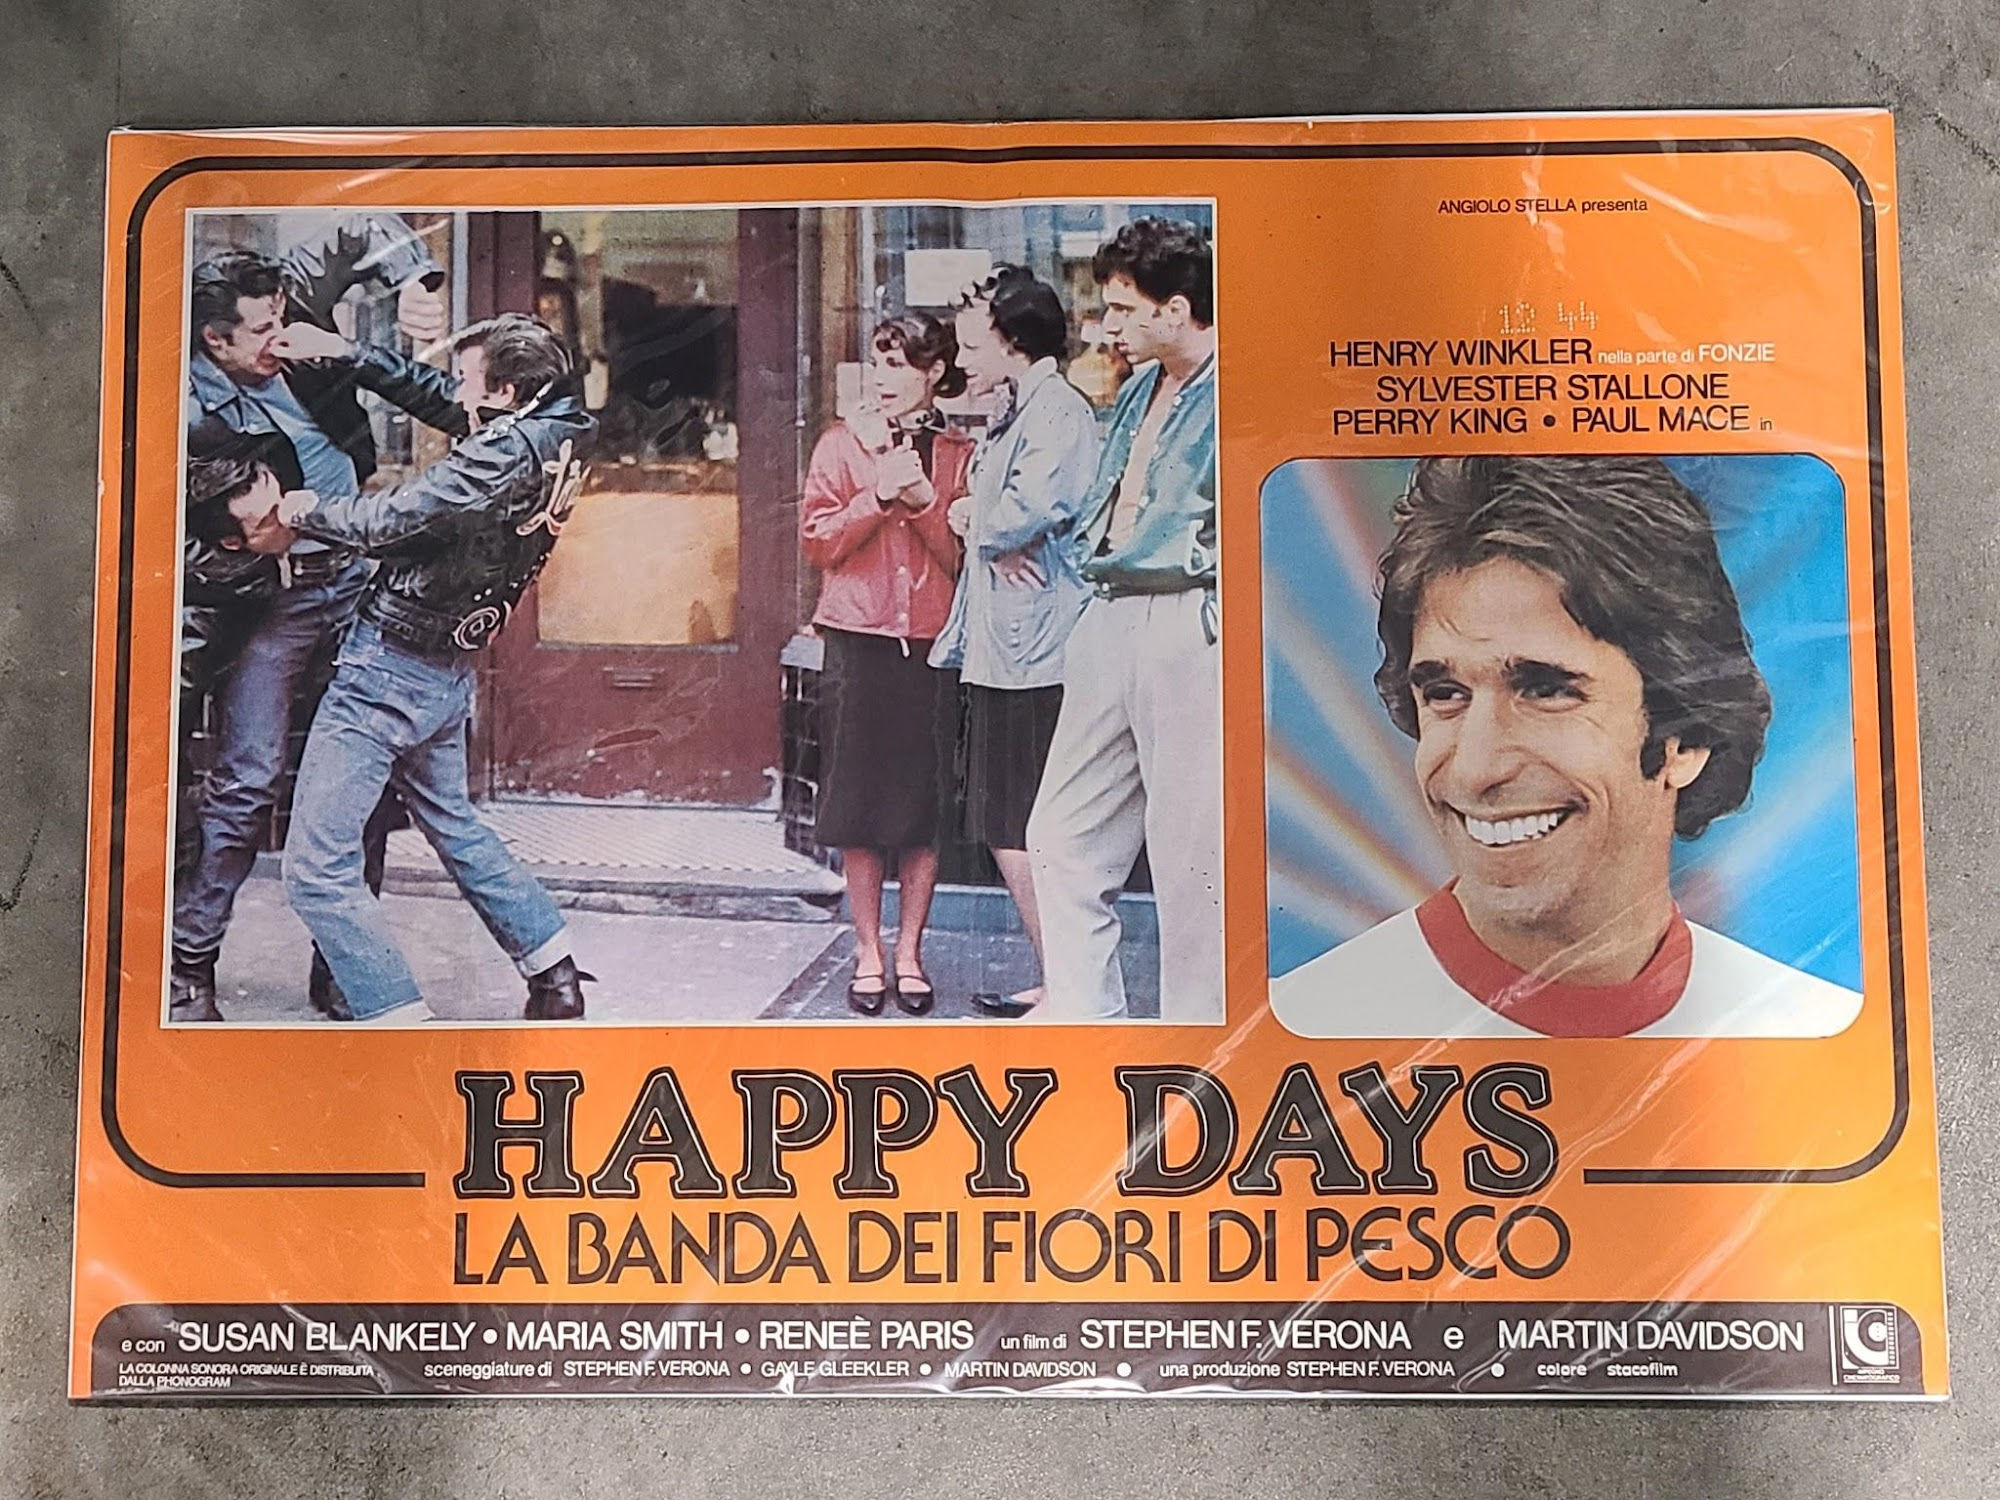 ANGIOLO STELLA presenta
12 44
HENRY WINKLER nella parte di FONZIE
SYLVESTER STALLONE
PERRY KING • PAUL MACE in
HAPPY DAYS
LA BANDA DEI FIORI DI PESCO
e con SUSAN BLANKELY • MARIA SMITH • RENEÈ PARIS un film di STEPHEN F. VERONA e MARTIN DAVIDSON
LA COLONNA SONORA ORIGINALE È DISTRIBUITA
DALLA PHONOGRAM
sceneggiature di STEPHEN F. VERONA • GAYLE GLEEKLER • MARTIN DAVIDSON • una produzione STEPHEN F. VERONA • colore stacofilm